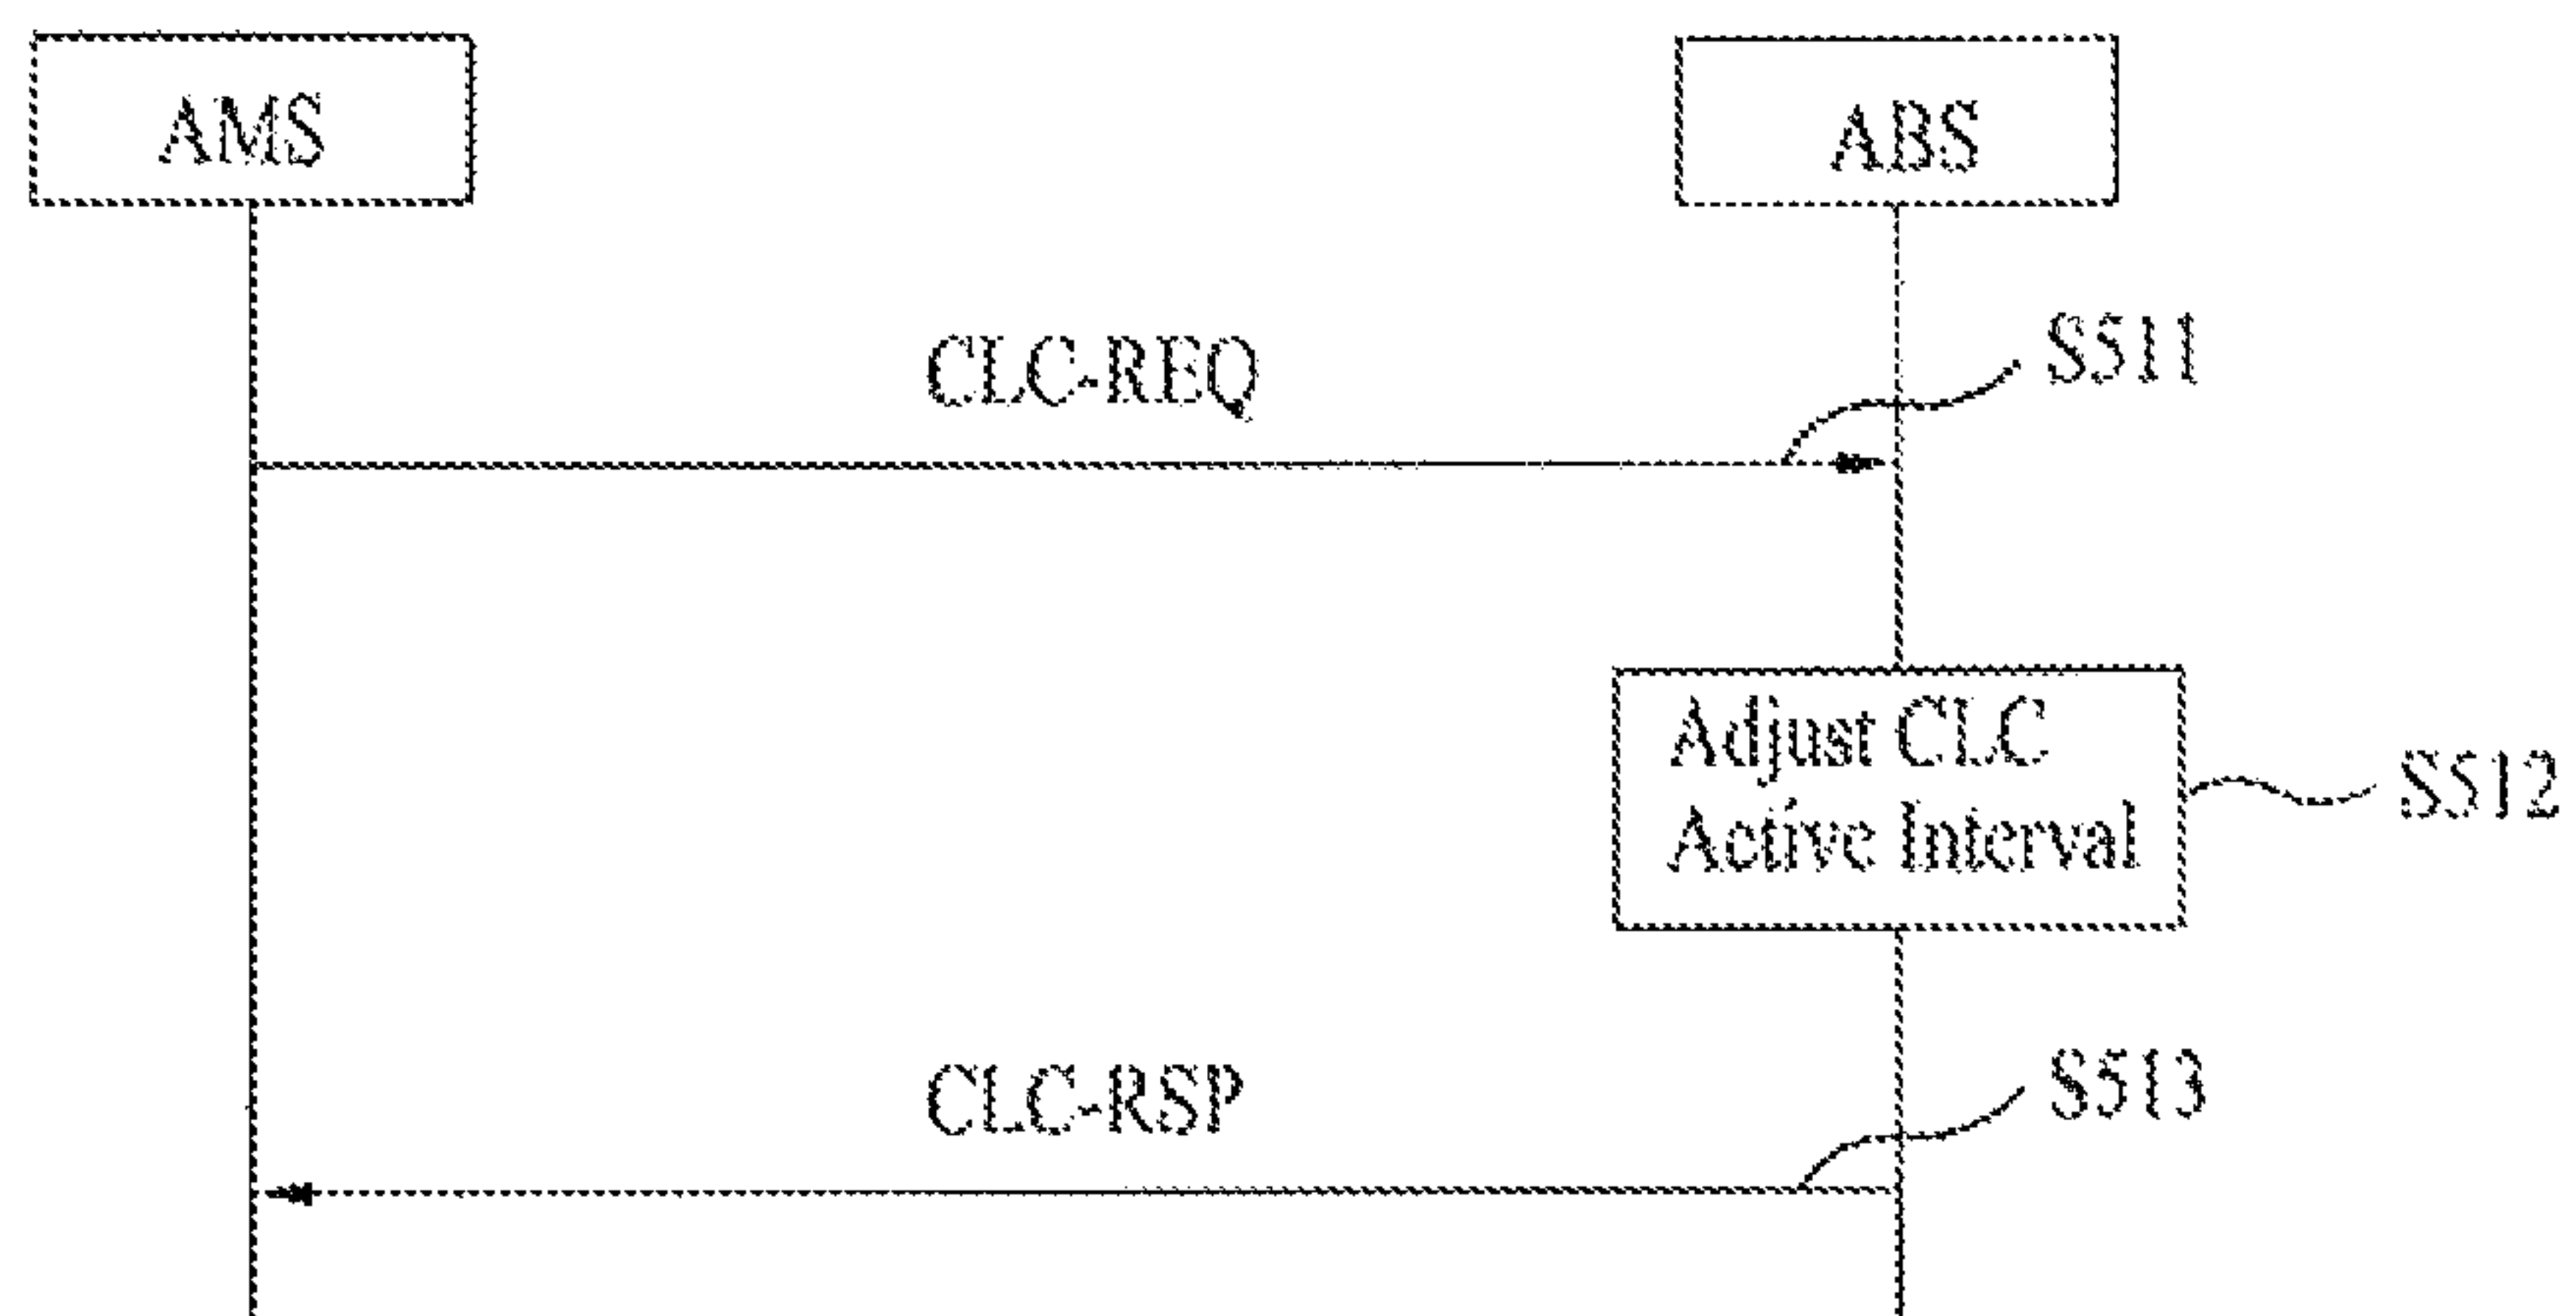 AMS
ABS
CLC-REQ
S511
Adjust CLC
Active Interval
S512
CLC-RSP
S513